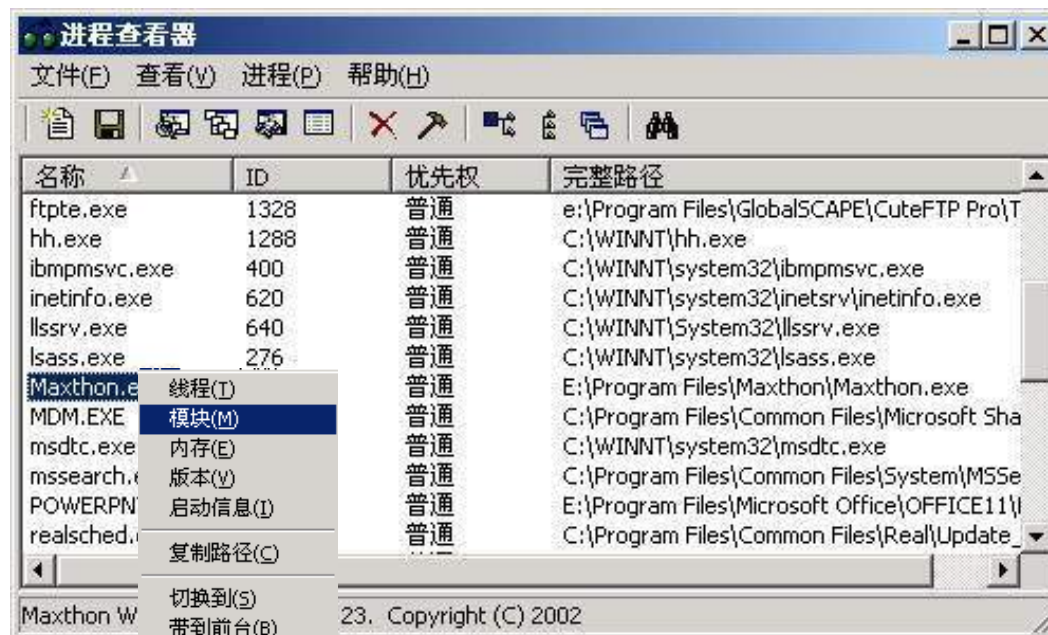 进程查看器
文件(F) 查看(V) 进程(P) 帮助(H)
名称 ID 优先权 完整路径
ftpte.exe 1328 普通 e:\Program Files\GlobalSCAPE\CuteFTP Pro\T
hh.exe 1288 普通 C:\WINNT\hh.exe
ibmpmsvc.exe 400 普通 C:\WINNT\system32\ibmpmsvc.exe
inetinfo.exe 620 普通 C:\WINNT\system32\inetsrv\inetinfo.exe
llssrv.exe 640 普通 C:\WINNT\System32\llssrv.exe
lsass.exe 276 普通 C:\WINNT\system32\lsass.exe
Maxthon.e 普通 E:\Program Files\Maxthon\Maxthon.exe
MDM.EXE 普通 C:\Program Files\Common Files\Microsoft Sha
msdtc.exe 普通 C:\WINNT\system32\msdtc.exe
mssearch.e 普通 C:\Program Files\Common Files\System\MSSe
POWERPN 普通 E:\Program Files\Microsoft Office\OFFICE11\
realsched. 普通 C:\Program Files\Common Files\Real\Update_
线程(T)
模块(M)
内存(E)
版本(V)
启动信息(I)
复制路径(C)
切换到(S)
带到前台(B)
Maxthon W 23. Copyright (C) 2002